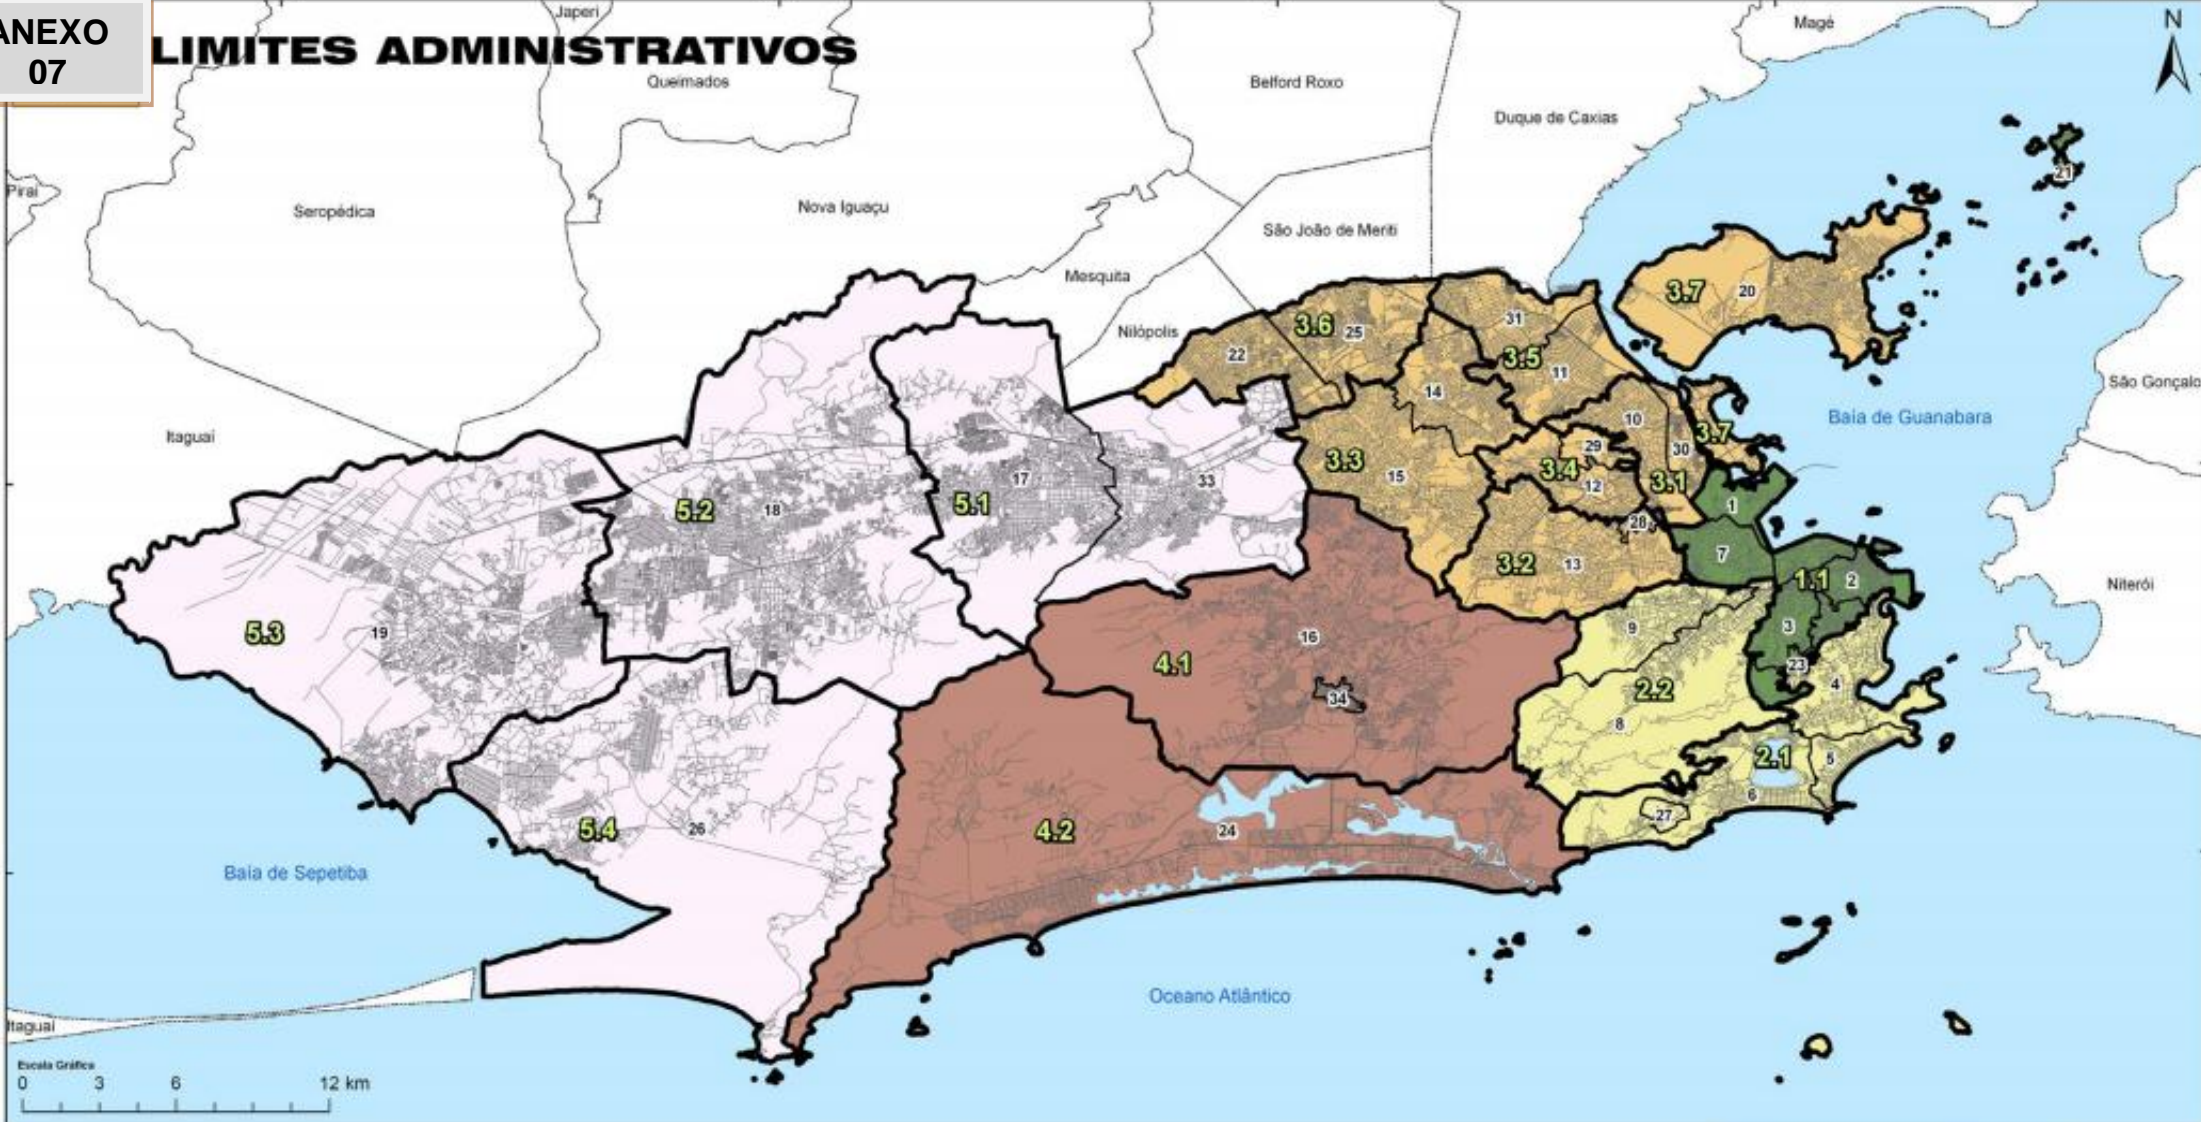 ANEXO
07
LIMITES ADMINISTRATIVOS
Japeri
Magé
N
Queimados
Belford Roxo
Duque de Caxias
21
Piraí
Seropédica
Nova Iguaçu
São João de Meriti
Mesquita
3.7
20
Nilópolis
3.6
25
31
22
3.5
11
São Gonçalo
14
Baía de Guanabara
10
Itaguaí
3.7
29
30
3.3
15
3.4
12
3.1
17
33
5.1
5.2
18
1
28
7
3.2
13
1.1
2
Niterói
5.3
19
16
9
3
4.1
23
4
2.2
34
8
2.1
5
6
27
5.4
26
4.2
24
Baía de Sepetiba
Oceano Atlântico
Itaguaí
Escala Gráfica
0 3 6 12 km